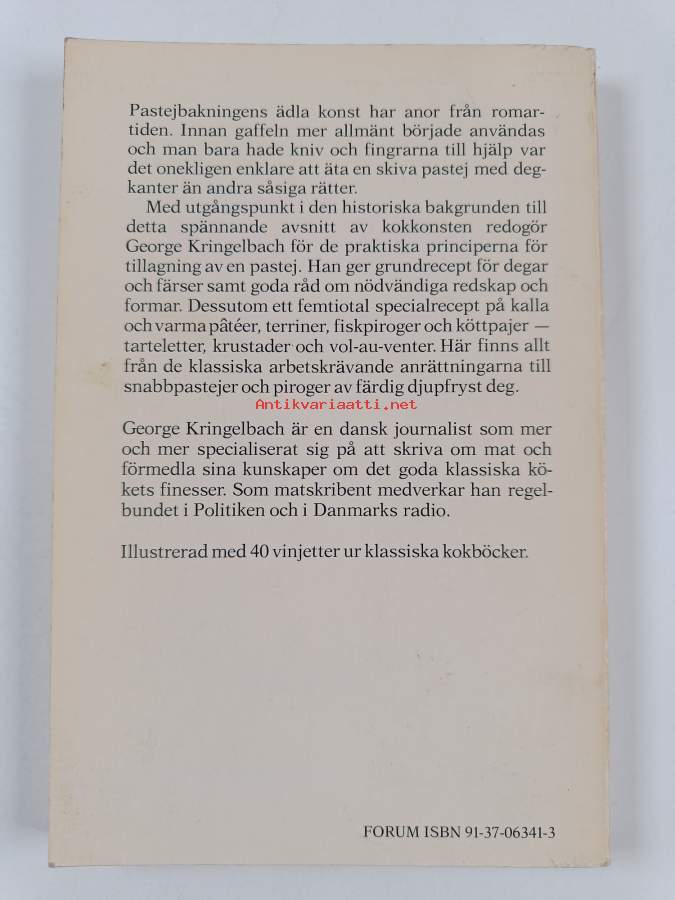 Pastejbakningens ädla konst har anor från romar-
tiden. Innan gaffeln mer allmänt började användas
och man bara hade kniv och fingrarna till hjälp var
det onekligen enklare att äta en skiva pastej med deg-
kanter än andra såsiga rätter.
Med utgångspunkt i den historiska bakgrunden till
detta spännande avsnitt av kokkonsten redogör
George Kringelbach för de praktiska principerna för
tillagning av en pastej. Han ger grundrecept för degar
och färser samt goda råd om nödvändiga redskap och
formar. Dessutom ett femtiotal specialrecept på kalla
och varma pâtéer, terriner, fiskpiroger och köttpajer —
tarteletter, krustader och vol-au-venter. Här finns allt
från de klassiska arbetskrävande anrättningarna till
snabbpastejer och piroger av färdig djupfryst deg.
Antikvariaatti.net
George Kringelbach är en dansk journalist som mer
och mer specialiserat sig på att skriva om mat och
förmedla sina kunskaper om det goda klassiska kö-
kets finesser. Som matskribent medverkar han regel-
bundet i Politiken och i Danmarks radio.
Illustrerad med 40 vinjetter ur klassiska kokböcker.
FORUM ISBN 91-37-06341-3